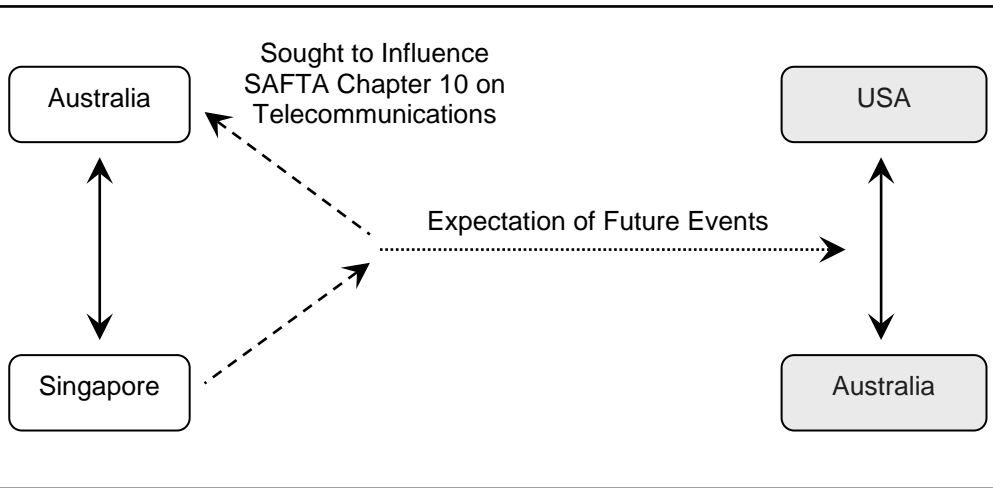 Sought to Influence
SAFTA Chapter 10 on
Telecommunications
Australia
USA
Expectation of Future Events
Singapore
Australia